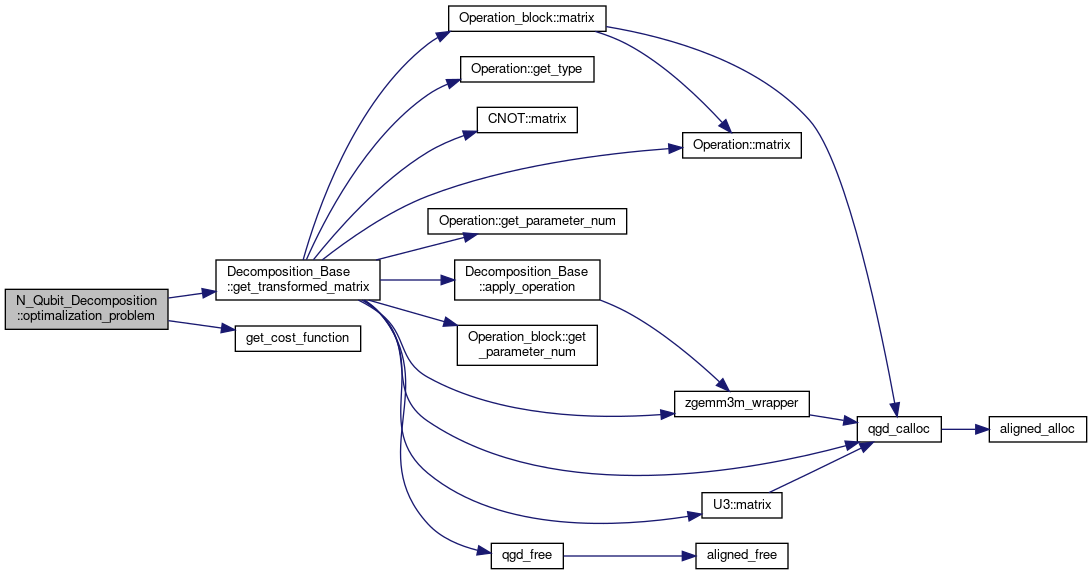 Operation_block::matrix
Operation::get_type
CNOT::matrix
Operation::matrix
Operation::get_parameter_num
Decomposition_Base
::get_transformed_matrix
Decomposition_Base
::apply_operation
N_Qubit_Decomposition
::optimalization_problem
get_cost_function
Operation_block::get
_parameter_num
zgemm3m_wrapper
qgd_calloc
aligned_alloc
U3::matrix
qgd_free
aligned_free